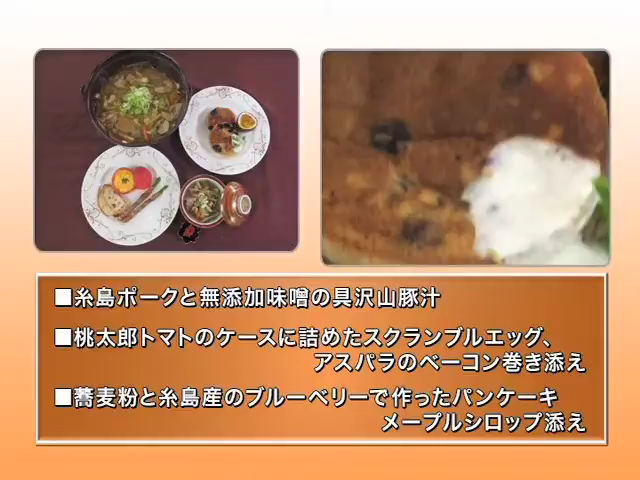 ■糸島ポークと無添加味噌の具沢山豚汁
■桃太郎トマトのケースに詰めたスクランブルエッグ、
アスパラのベーコン巻き添え
■蕎麦粉と糸島産のブルーベリーで作ったパンケーキ
メープルシロップ添え